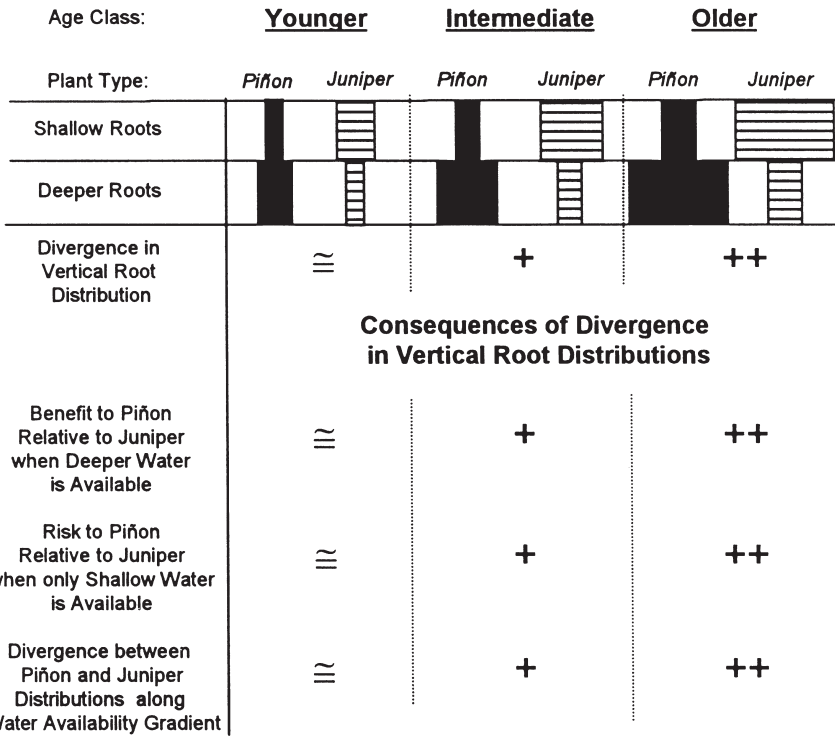 Age Class: Younger Intermediate Older
Plant Type: Piñon Juniper Piñon Juniper Piñon Juniper
Shallow Roots
Deeper Roots
Divergence in
Vertical Root
Distribution
≅ + ++
Consequences of Divergence
in Vertical Root Distributions
Benefit to Piñon
Relative to Juniper
when Deeper Water
is Available
≅ + ++
Risk to Piñon
Relative to Juniper
when only Shallow Water
is Available
≅ + ++
Divergence between
Piñon and Juniper
Distributions along
Water Availability Gradient
≅ + ++